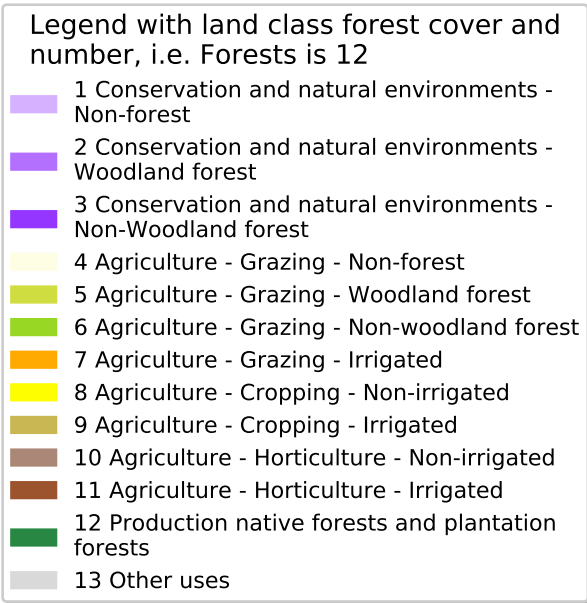 Legend with land class forest cover and
number, i.e. Forests is 12
1 Conservation and natural environments -
Non-forest
2 Conservation and natural environments -
Woodland forest
3 Conservation and natural environments -
Non-Woodland forest
4 Agriculture - Grazing - Non-forest
5 Agriculture - Grazing - Woodland forest
6 Agriculture - Grazing - Non-woodland forest
7 Agriculture - Grazing - Irrigated
8 Agriculture - Cropping - Non-irrigated
9 Agriculture - Cropping - Irrigated
10 Agriculture - Horticulture - Non-irrigated
11 Agriculture - Horticulture - Irrigated
12 Production native forests and plantation
forests
13 Other uses